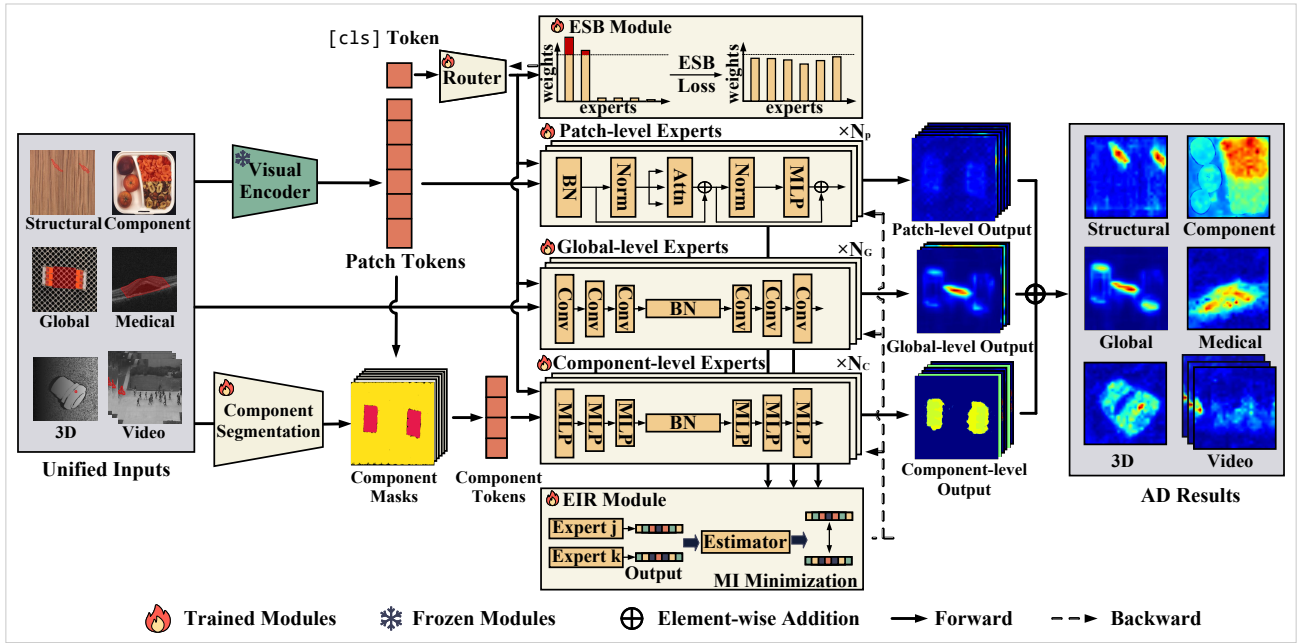 [cls] Token
Router
ESB Module
weights
experts
ESB
Loss
weights
experts
Patch-level Experts
×Nₚ
BN
Norm
Attn
Norm
MLP
Visual
Encoder
Patch Tokens
Structural
Component
Global
Medical
3D
Video
Unified Inputs
Global-level Experts
×N_G
Conv
Conv
Conv
BN
Conv
Conv
Conv
Component
Segmentation
Component
Masks
Component
Tokens
Component-level Experts
×N_C
MLP
MLP
MLP
BN
MLP
MLP
MLP
EIR Module
Expert j
Expert k
Output
Estimator
MI Minimization
Patch-level Output
Global-level Output
Component-level
Output
Structural
Component
Global
Medical
3D
Video
AD Results
Trained Modules
Frozen Modules
Element-wise Addition
Forward
Backward